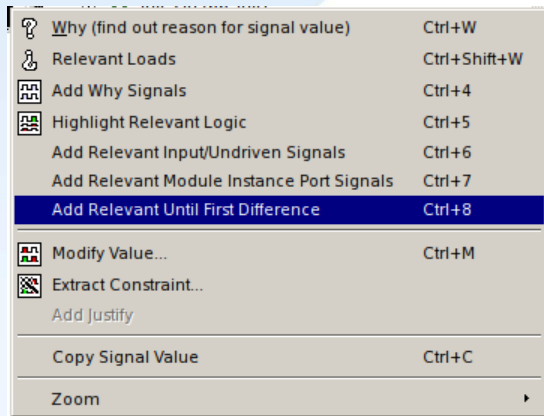 Why (find out reason for signal value) Ctrl+W
Relevant Loads Ctrl+Shift+W
Add Why Signals Ctrl+4
Highlight Relevant Logic Ctrl+5
Add Relevant Input/Undriven Signals Ctrl+6
Add Relevant Module Instance Port Signals Ctrl+7
Add Relevant Until First Difference Ctrl+8
Modify Value... Ctrl+M
Extract Constraint...
Add Justify
Copy Signal Value Ctrl+C
Zoom